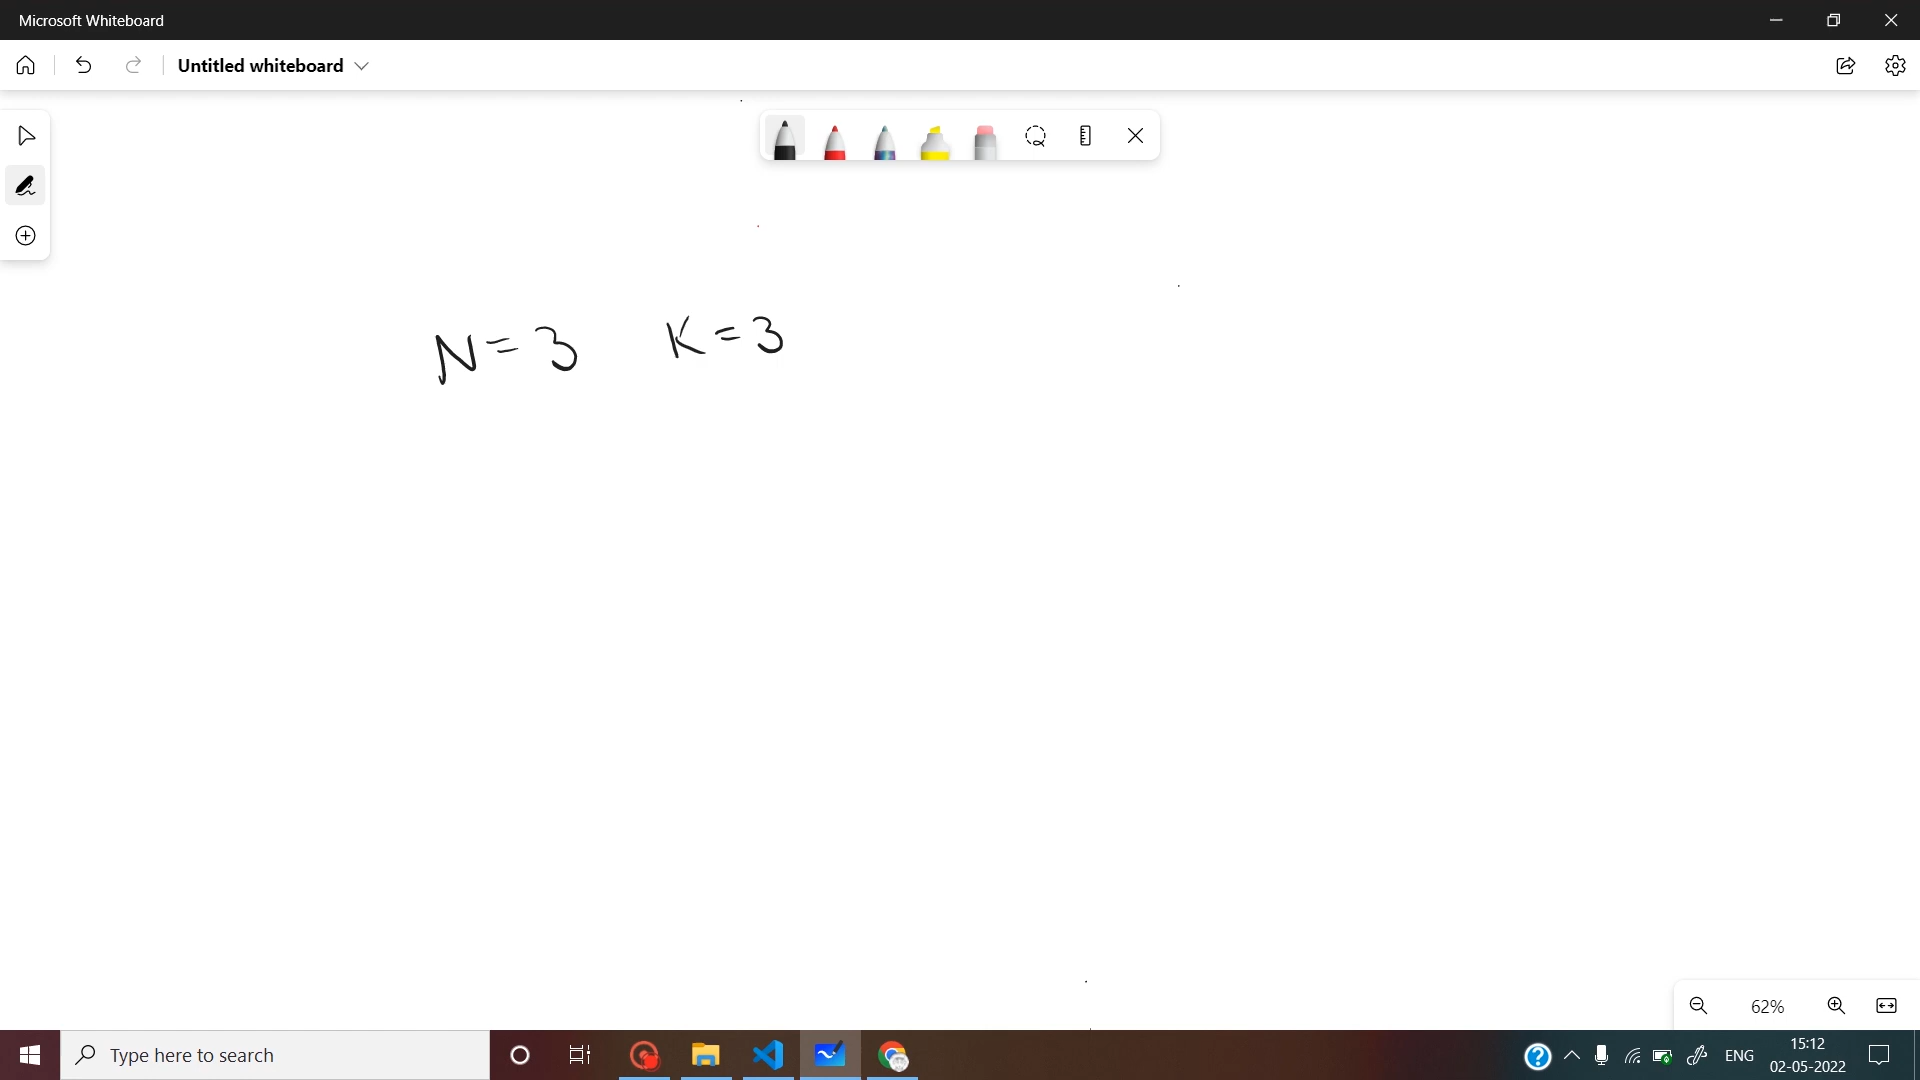 Microsoft Whiteboard
Untitled whiteboard
N=3 K=3
62%
Type here to search
ENG
15:12
02-05-2022